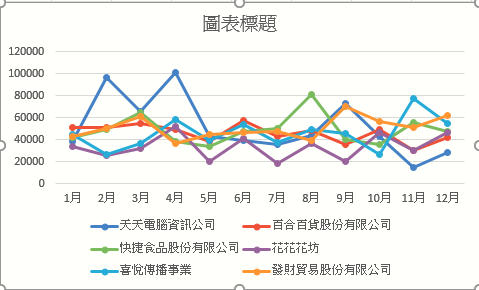 圖表標題
120000
100000
80000
60000
40000
20000
0
1月 2月 3月 4月 5月 6月 7月 8月 9月 10月 11月 12月
天天電腦資訊公司 百合百貨股份有限公司
快捷食品股份有限公司 花花花坊
喜悅傳播事業 發財貿易股份有限公司